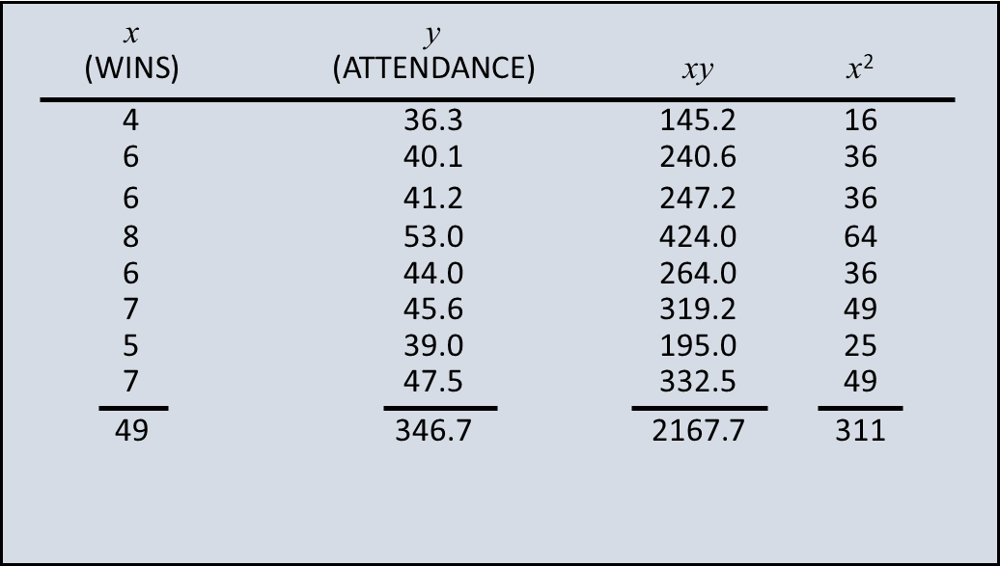 x y
(WINS) (ATTENDANCE) xy x²
4 36.3 145.2 16
6 40.1 240.6 36
6 41.2 247.2 36
8 53.0 424.0 64
6 44.0 264.0 36
7 45.6 319.2 49
5 39.0 195.0 25
7 47.5 332.5 49
49 346.7 2167.7 311